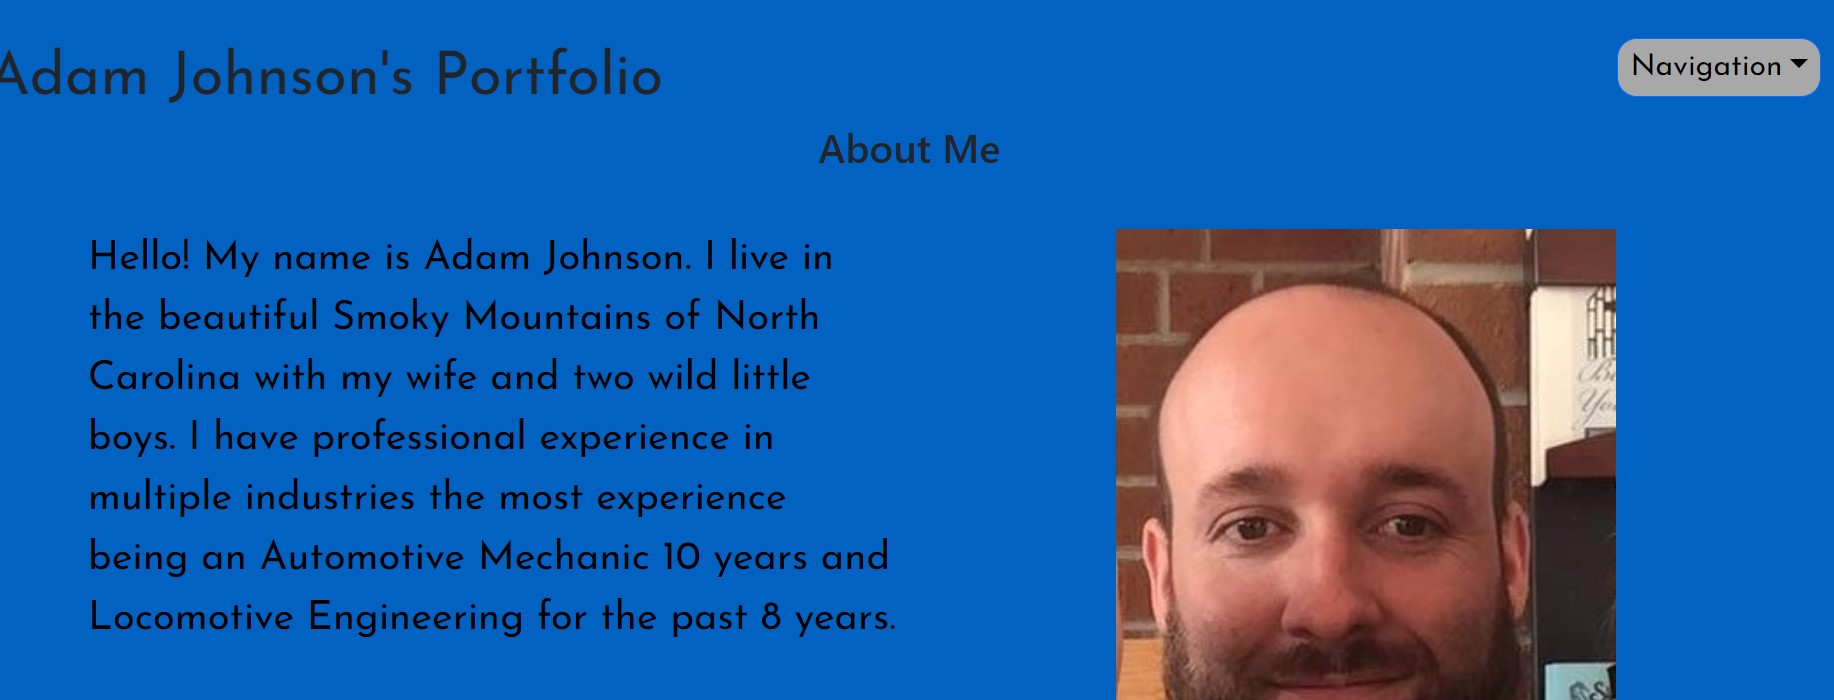 Adam Johnson's Portfolio
Navigation
About Me
Hello! My name is Adam Johnson. I live in
the beautiful Smoky Mountains of North
Carolina with my wife and two wild little
boys. I have professional experience in
multiple industries the most experience
being an Automotive Mechanic 10 years and
Locomotive Engineering for the past 8 years.